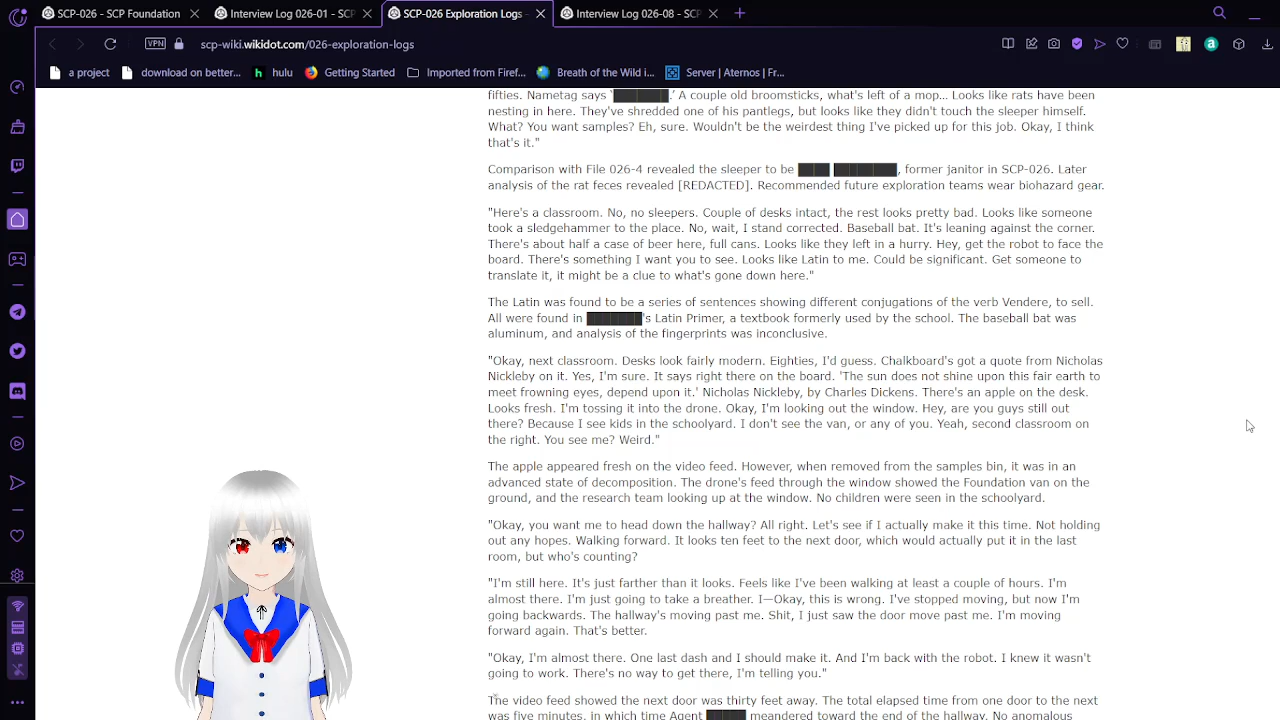 SCP-026 - SCP Foundation
Interview Log 026-01 - SCP
SCP-026 Exploration Logs -
Interview Log 026-08 - SCP
VPN
scp-wiki.wikidot.com/026-exploration-logs
a project
download on better...
hulu
Getting Started
Imported from Firef...
Breath of the Wild i...
Server | Aternos | Fr...
fifties. Nametag says '███████.' A couple old broomsticks, what's left of a mop... Looks like rats have been
nesting in here. They've shredded one of his pantlegs, but looks like they didn't touch the sleeper himself.
What? You want samples? Eh, sure. Wouldn't be the weirdest thing I've picked up for this job. Okay, I think
that's it."
Comparison with File 026-4 revealed the sleeper to be ████ ████████, former janitor in SCP-026. Later
analysis of the rat feces revealed [REDACTED]. Recommended future exploration teams wear biohazard gear.
"Here's a classroom. No, no sleepers. Couple of desks intact, the rest looks pretty bad. Looks like someone
took a sledgehammer to the place. No, wait, I stand corrected. Baseball bat. It's leaning against the corner.
There's about half a case of beer here, full cans. Looks like they left in a hurry. Hey, get the robot to face the
board. There's something I want you to see. Looks like Latin to me. Could be significant. Get someone to
translate it, it might be a clue to what's gone down here."
The Latin was found to be a series of sentences showing different conjugations of the verb Vendere, to sell.
All were found in ███████'s Latin Primer, a textbook formerly used by the school. The baseball bat was
aluminum, and analysis of the fingerprints was inconclusive.
"Okay, next classroom. Desks look fairly modern. Eighties, I'd guess. Chalkboard's got a quote from Nicholas
Nickleby on it. Yes, I'm sure. It says right there on the board. 'The sun does not shine upon this fair earth to
meet frowning eyes, depend upon it.' Nicholas Nickleby, by Charles Dickens. There's an apple on the desk.
Looks fresh. I'm tossing it into the drone. Okay, I'm looking out the window. Hey, are you guys still out
there? Because I see kids in the schoolyard. I don't see the van, or any of you. Yeah, second classroom on
the right. You see me? Weird."
The apple appeared fresh on the video feed. However, when removed from the samples bin, it was in an
advanced state of decomposition. The drone's feed through the window showed the Foundation van on the
ground, and the research team looking up at the window. No children were seen in the schoolyard.
"Okay, you want me to head down the hallway? All right. Let's see if I actually make it this time. Not holding
out any hopes. Walking forward. It looks ten feet to the next door, which would actually put it in the last
room, but who's counting?
"I'm still here. It's just farther than it looks. Feels like I've been walking at least a couple of hours. I'm
almost there. I'm just going to take a breather. I—Okay, this is wrong. I've stopped moving, but now I'm
going backwards. The hallway's moving past me. Shit, I just saw the door move past me. I'm moving
forward again. That's better.
"Okay, I'm almost there. One last dash and I should make it. And I'm back with the robot. I knew it wasn't
going to work. There's no way to get there, I'm telling you."
The video feed showed the next door was thirty feet away. The total elapsed time from one door to the next
was five minutes, in which time Agent █████ meandered toward the end of the hallway. No anomalous